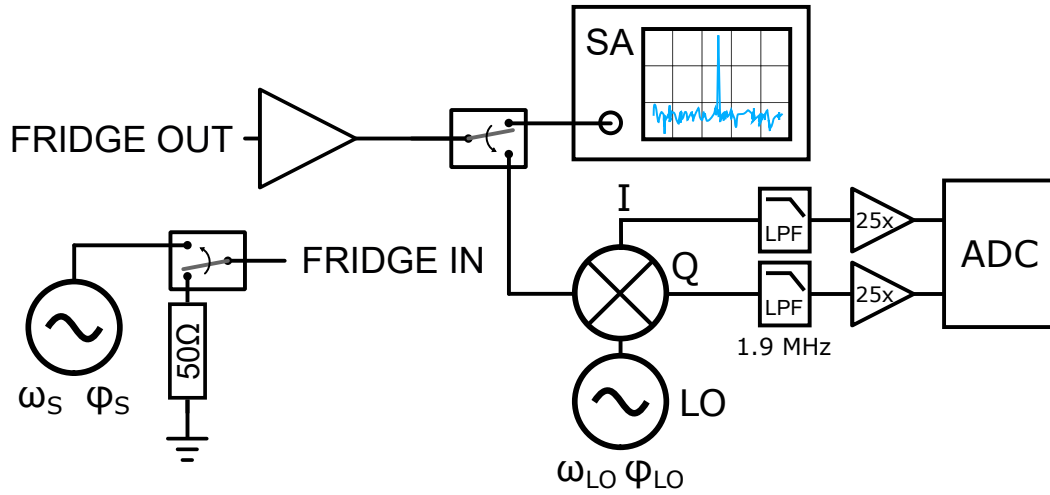 SA
FRIDGE OUT
I
LPF
25x
ADC
FRIDGE IN
Q
LPF
25x
50Ω
1.9 MHz
ωS φS
LO
ωLO φLO